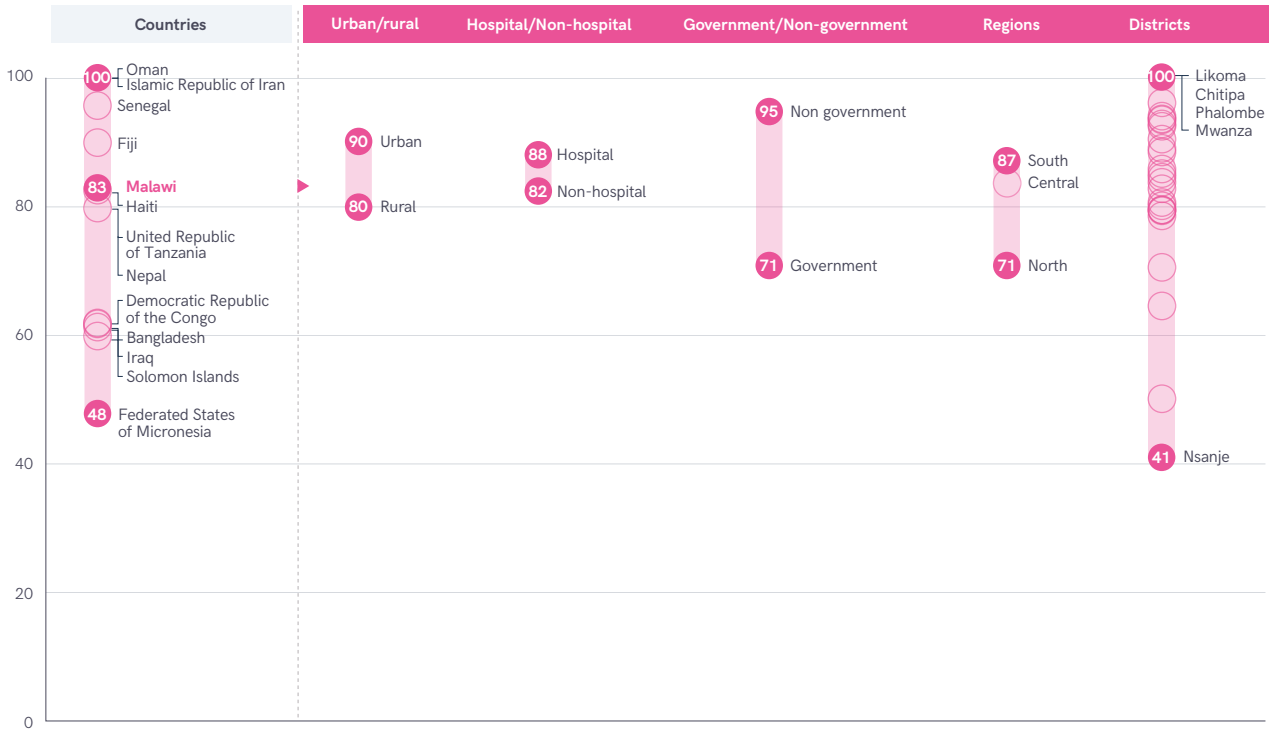 Countries
Urban/rural
Hospital/Non-hospital
Government/Non-government
Regions
Districts
100
80
60
40
20
0
100
Oman
Islamic Republic of Iran
Senegal
Fiji
83
Malawi
Haiti
United Republic
of Tanzania
Nepal
Democratic Republic
of the Congo
Bangladesh
Iraq
Solomon Islands
48
Federated States
of Micronesia
90
Urban
80
Rural
88
Hospital
82
Non-hospital
95
Non government
71
Government
87
South
Central
71
North
100
Likoma
Chitipa
Phalombe
Mwanza
41
Nsanje